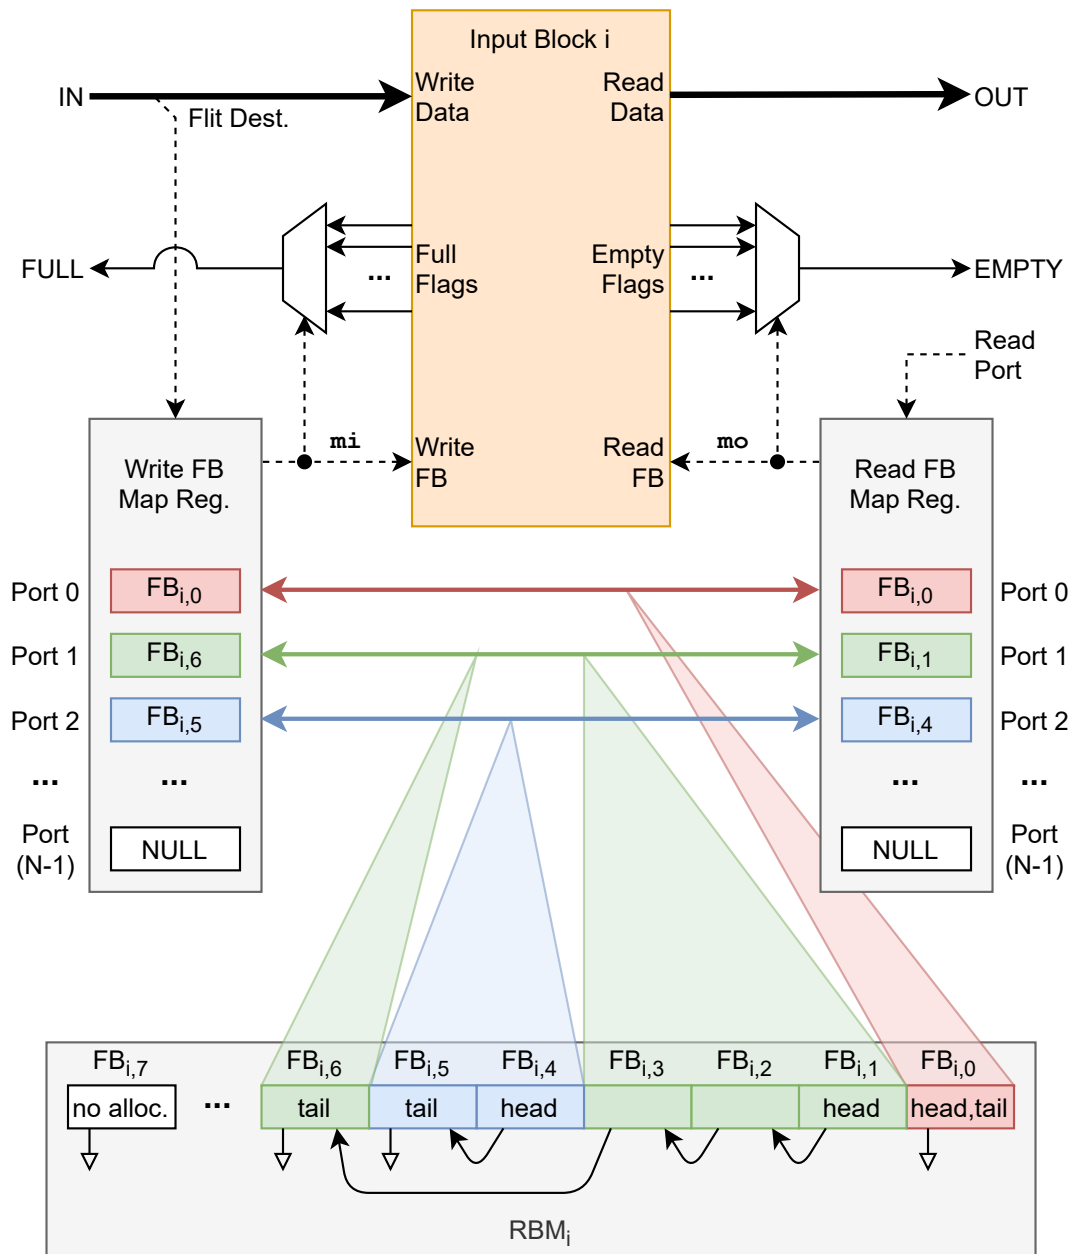 Input Block i
IN
Write
Data
Read
Data
OUT
Flit Dest.
FULL
...
Full
Flags
Empty
Flags
...
EMPTY
Read
Port
mi
Write
FB
Read
FB
mo
Write FB
Map Reg.
Read FB
Map Reg.
Port 0
FBi,0
FBi,0
Port 0
Port 1
FBi,6
FBi,1
Port 1
Port 2
FBi,5
FBi,4
Port 2
...
...
...
...
Port
(N-1)
NULL
NULL
Port
(N-1)
FBi,7
FBi,6
FBi,5
FBi,4
FBi,3
FBi,2
FBi,1
FBi,0
no alloc.
...
tail
tail
head
head
head,tail
RBMi